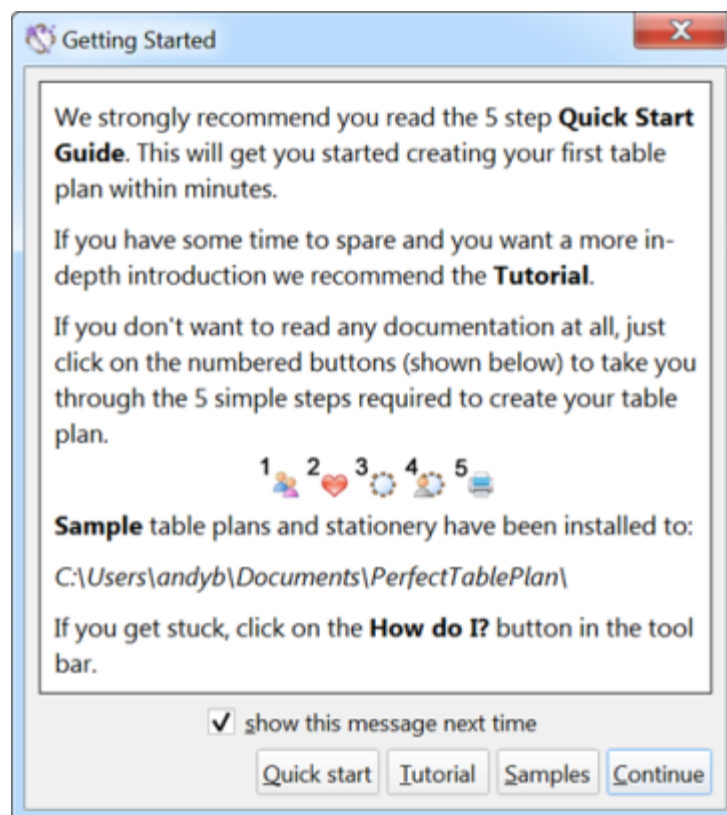 Getting Started
We strongly recommend you read the 5 step Quick Start
Guide. This will get you started creating your first table
plan within minutes.
If you have some time to spare and you want a more in-
depth introduction we recommend the Tutorial.
If you don't want to read any documentation at all, just
click on the numbered buttons (shown below) to take you
through the 5 simple steps required to create your table
plan.
1 2 3 4 5
Sample table plans and stationery have been installed to:
C:\Users\andyb\Documents\PerfectTablePlan\
If you get stuck, click on the How do I? button in the tool
bar.
show this message next time
Quick start Tutorial Samples Continue